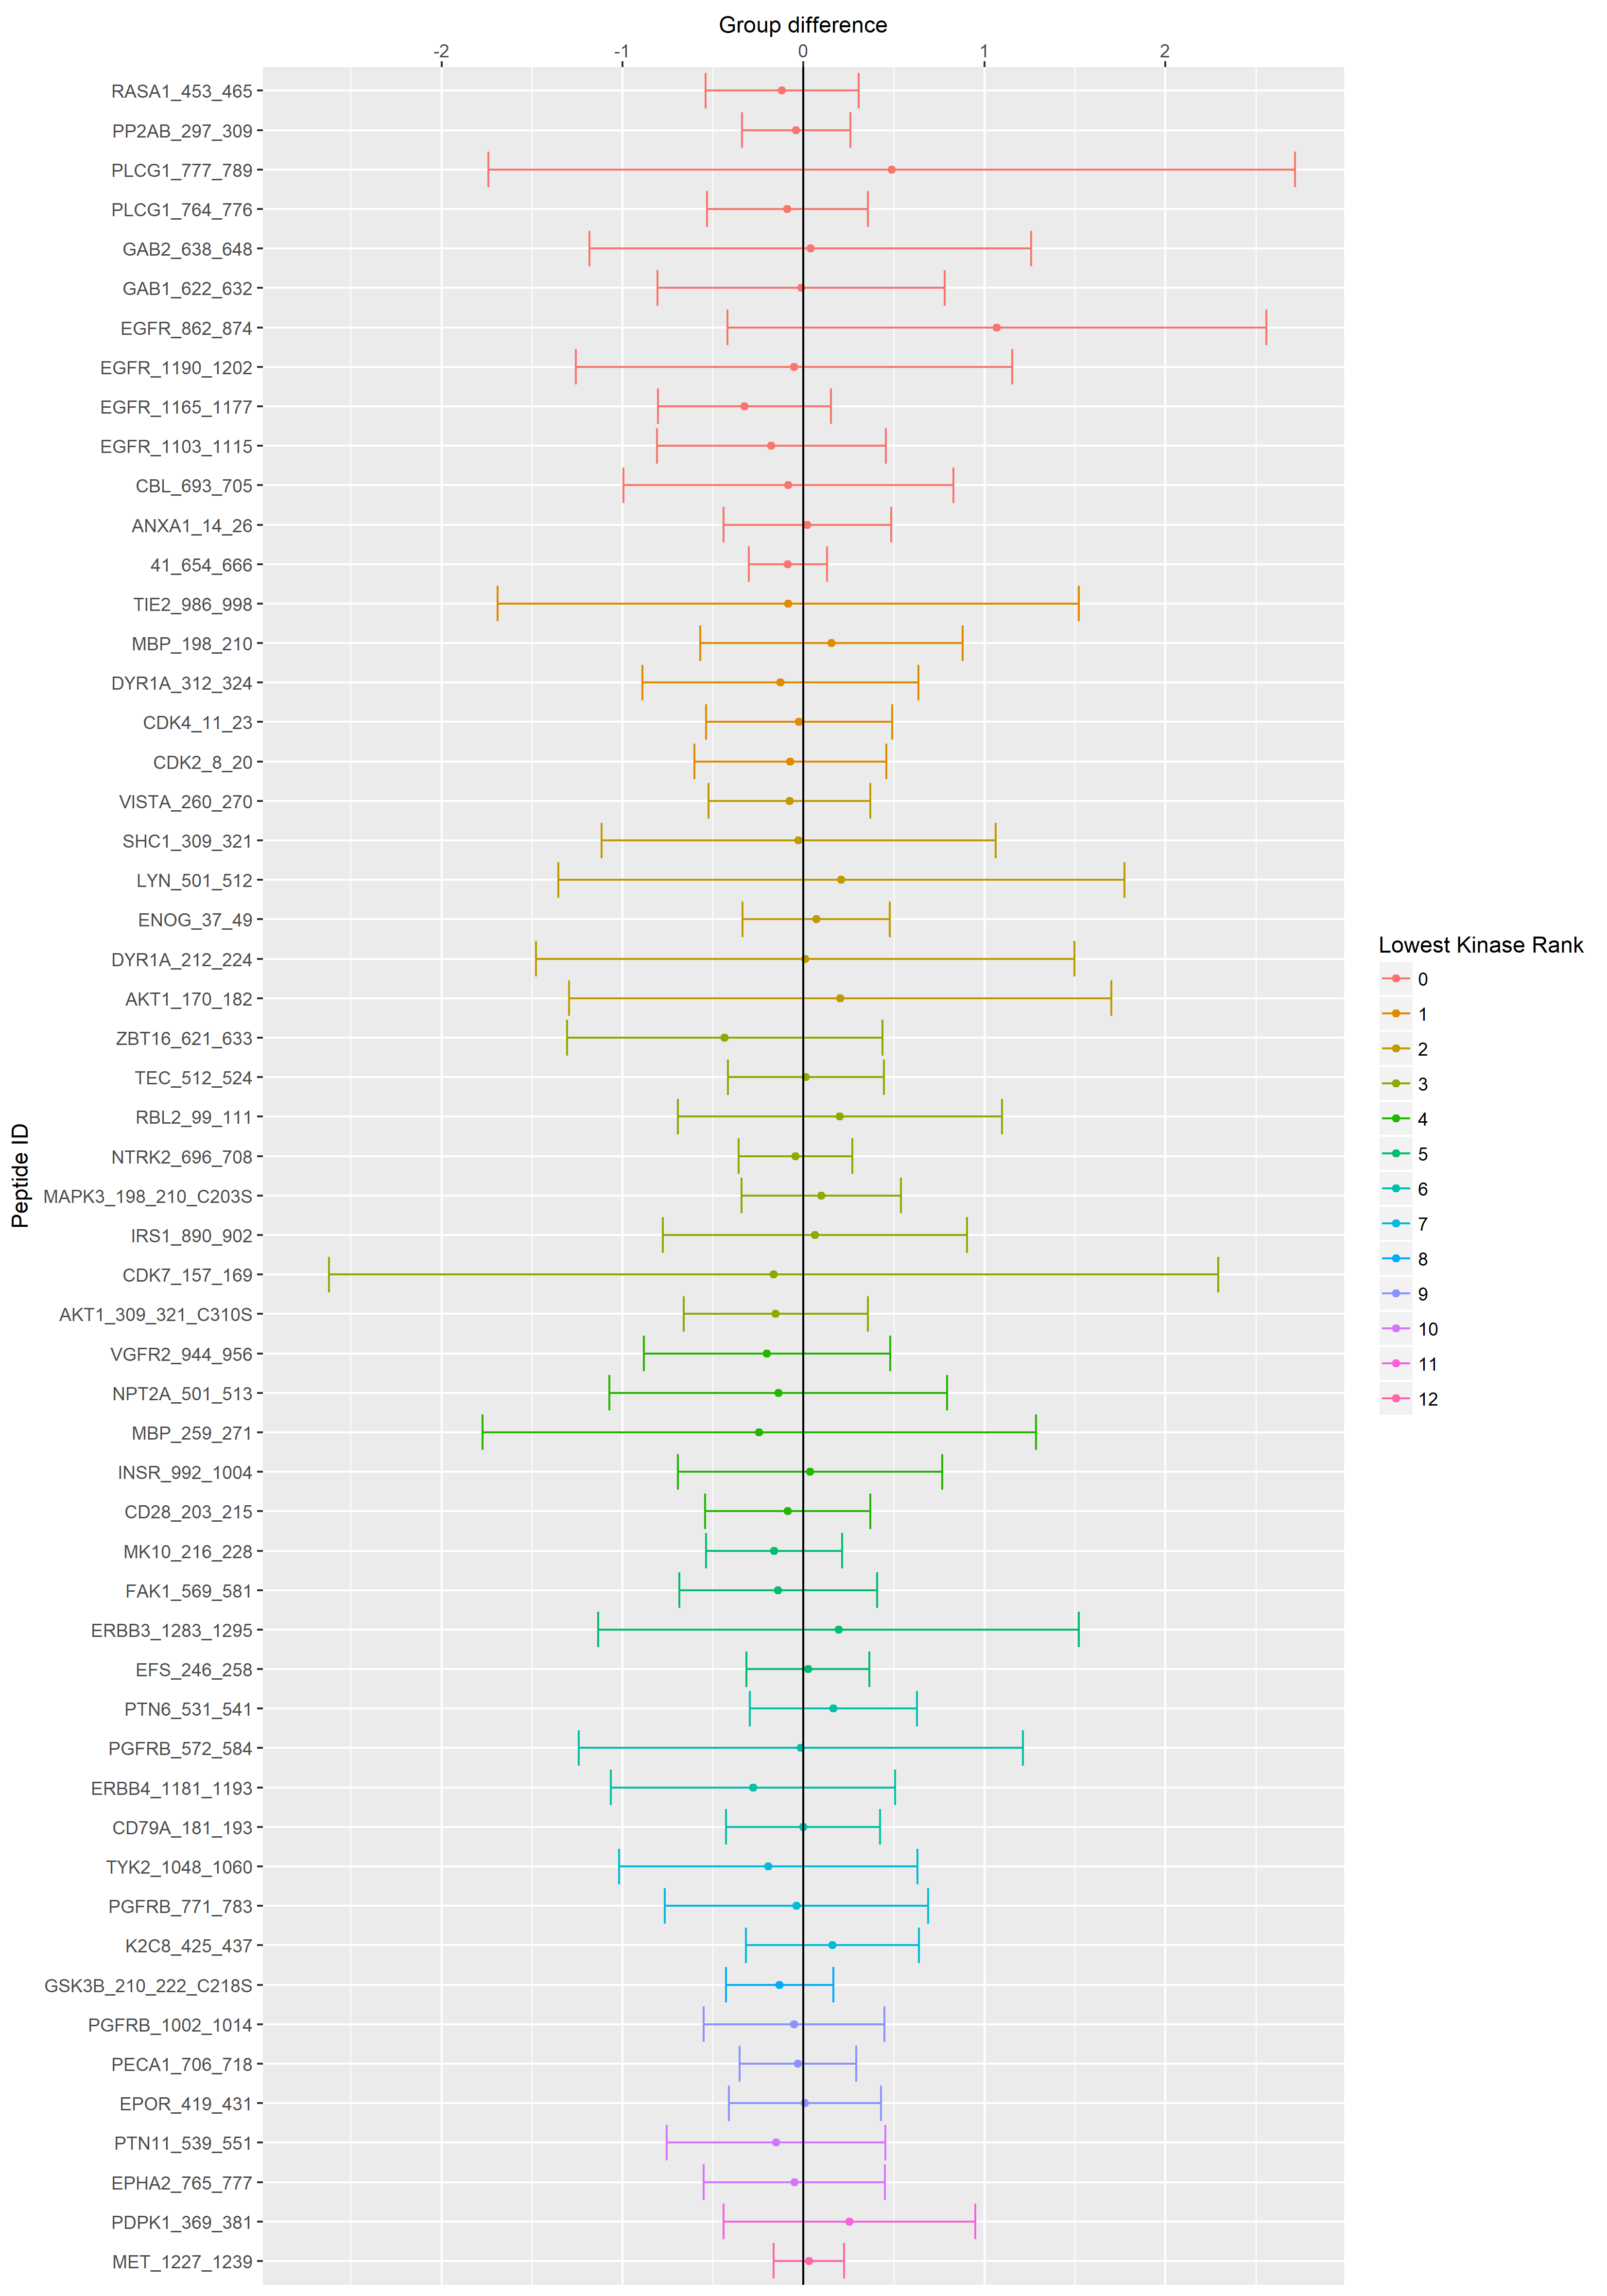 Group difference
-2 -1 0 1 2
RASA1_453_465
PP2AB_297_309
PLCG1_777_789
PLCG1_764_776
GAB2_638_648
GAB1_622_632
EGFR_862_874
EGFR_1190_1202
EGFR_1165_1177
EGFR_1103_1115
CBL_693_705
ANXA1_14_26
41_654_666
TIE2_986_998
MBP_198_210
DYR1A_312_324
CDK4_11_23
CDK2_8_20
VISTA_260_270
SHC1_309_321
LYN_501_512
ENOG_37_49
DYR1A_212_224
AKT1_170_182
ZBT16_621_633
TEC_512_524
RBL2_99_111
NTRK2_696_708
MAPK3_198_210_C203S
IRS1_890_902
CDK7_157_169
AKT1_309_321_C310S
VGFR2_944_956
NPT2A_501_513
MBP_259_271
INSR_992_1004
CD28_203_215
MK10_216_228
FAK1_569_581
ERBB3_1283_1295
EFS_246_258
PTN6_531_541
PGFRB_572_584
ERBB4_1181_1193
CD79A_181_193
TYK2_1048_1060
PGFRB_771_783
K2C8_425_437
GSK3B_210_222_C218S
PGFRB_1002_1014
PECA1_706_718
EPOR_419_431
PTN11_539_551
EPHA2_765_777
PDPK1_369_381
MET_1227_1239
Peptide ID
Lowest Kinase Rank
0
1
2
3
4
5
6
7
8
9
10
11
12